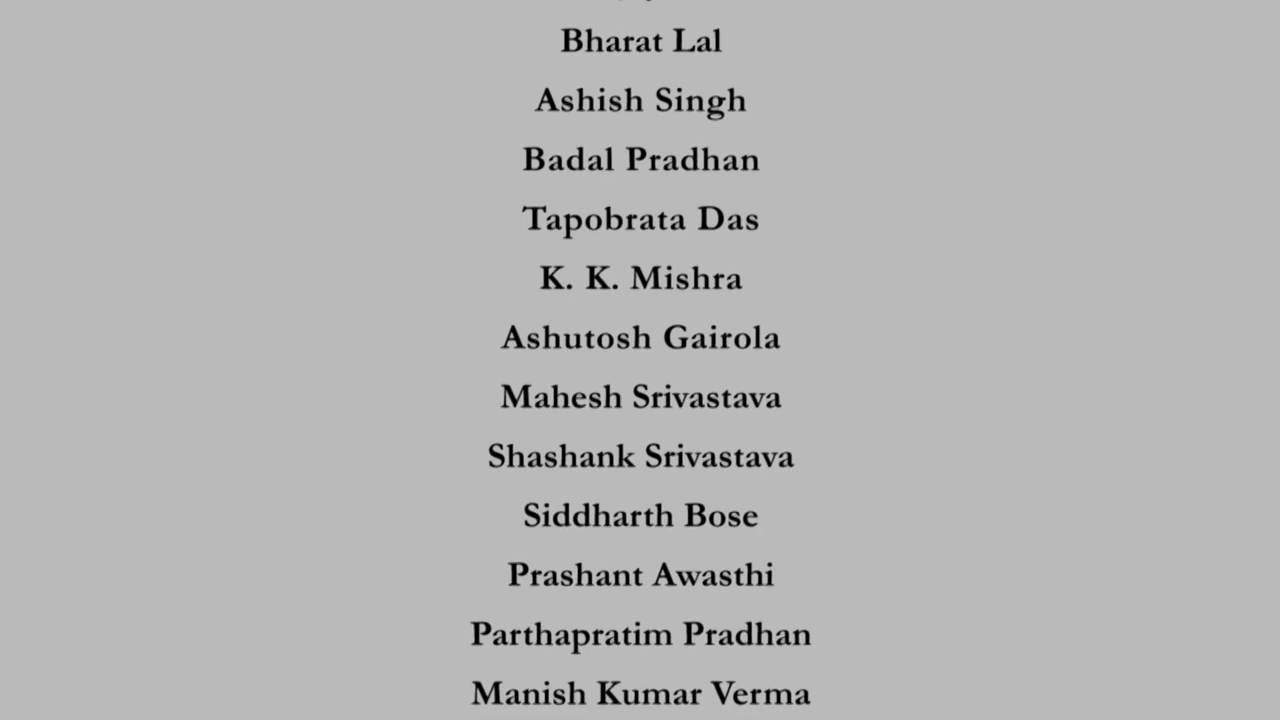 Bharat Lal
Ashish Singh
Badal Pradhan
Tapobrata Das
K. K. Mishra
Ashutosh Gairola
Mahesh Srivastava
Shashank Srivastava
Siddharth Bose
Prashant Awasthi
Parthapratim Pradhan
Manish Kumar Verma